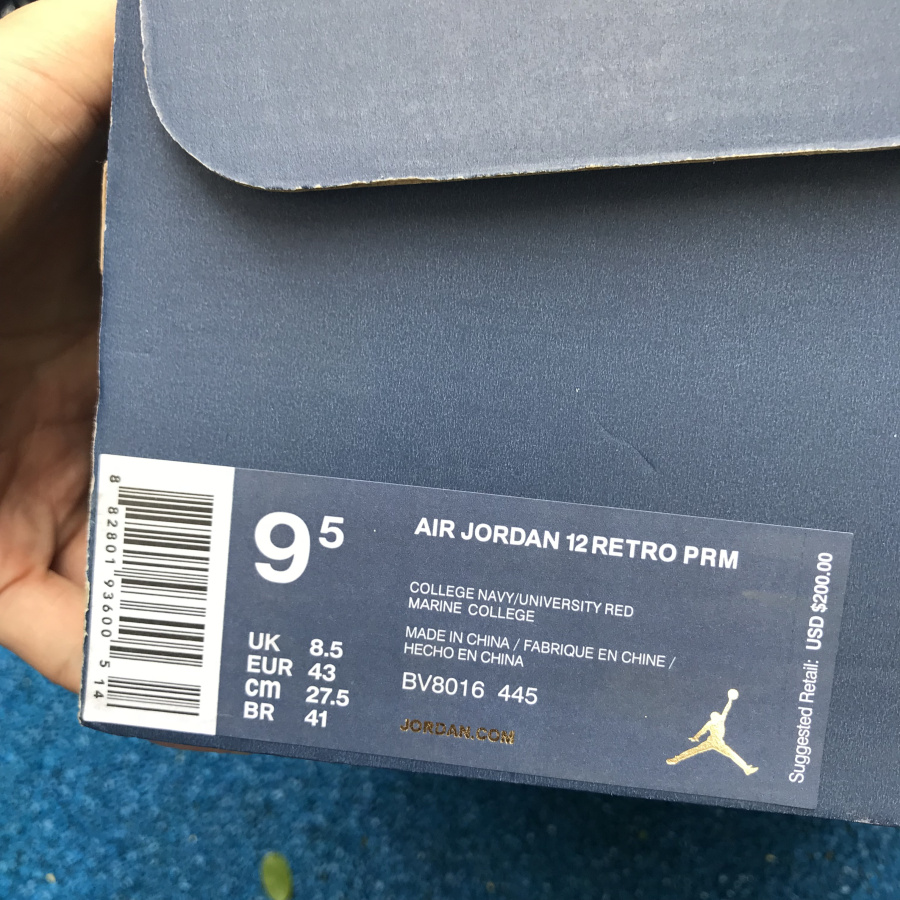 8 82801 93600 5 14
9 5
UK 8.5
EUR 43
cm 27.5
BR 41
AIR JORDAN 12 RETRO PRM
COLLEGE NAVY/UNIVERSITY RED
MARINE COLLEGE
MADE IN CHINA / FABRIQUE EN CHINE /
HECHO EN CHINA
BV8016 445
JORDAN.COM
Suggested Retail: USD $200.00